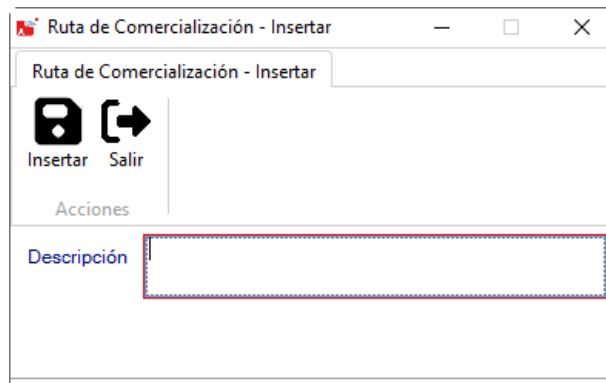 Ruta de Comercialización - Insertar
Ruta de Comercialización - Insertar
Insertar Salir
Acciones
Descripción